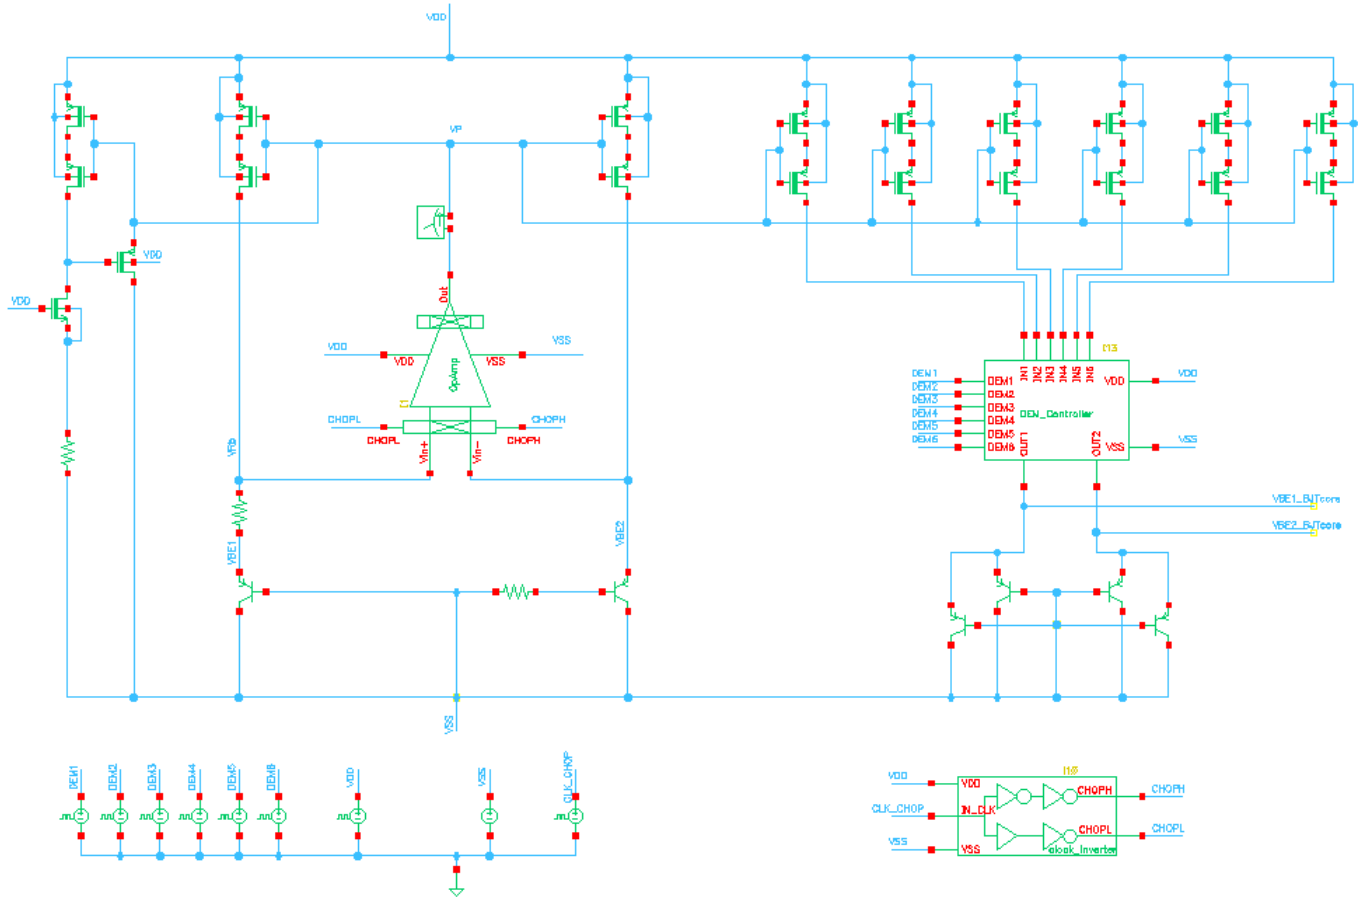 VDD
VP
VDD
VDD
Out
VDD
VSS
VDD
VSS
OpAmp
CHOPL
CHOPH
CHOPL
CHOPH
Vin+
Vin-
VRb
VBE1
VBE2
VSS
M3
IN1
IN2
IN3
IN4
IN5
IN6
DEM1
DEM2
DEM3
DEM4
DEM5
DEM6
DEM1
DEM2
DEM3
DEM4
DEM5
DEM6
VDD
VDD
DEM_Controller
OUT1
OUT2
VSS
VSS
VBE1_BJTcore
VBE2_BJTcore
DEM1
DEM2
DEM3
DEM4
DEM5
DEM6
VDD
VSS
CLK_CHOP
VDD
VDD
CHOPH
CHOPH
CLK_CHOP
IN_CLK
CHOPL
CHOPL
VSS
VSS
clock_inverter